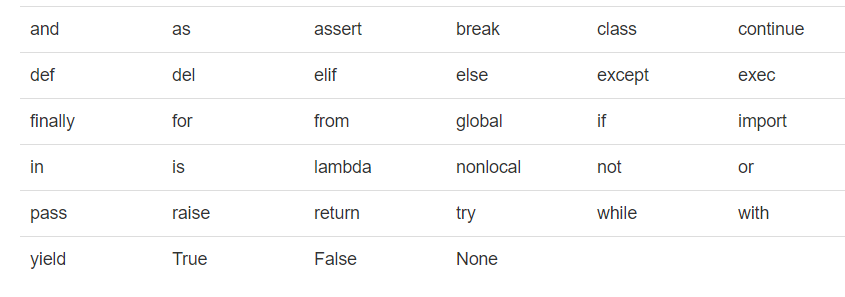 and as assert break class continue
def del elif else except exec
finally for from global if import
in is lambda nonlocal not or
pass raise return try while with
yield True False None